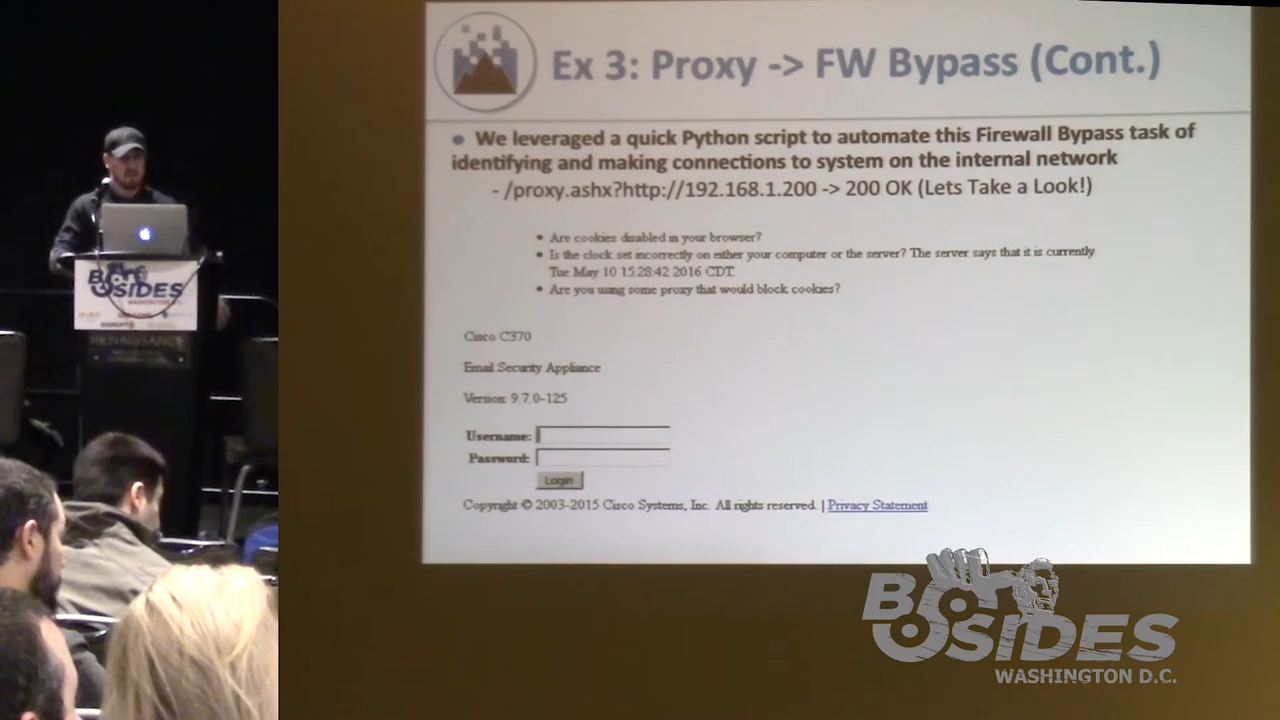 Ex 3: Proxy -> FW Bypass (Cont.)
• We leveraged a quick Python script to automate this Firewall Bypass task of
identifying and making connections to system on the internal network
- /proxy.ashx?http://192.168.1.200 -> 200 OK (Lets Take a Look!)
• Are cookies disabled in your browser?
• Is the clock set incorrectly on either your computer or the server? The server says that it is currently
Tue May 10 15:28:42 2016 CDT.
• Are you using some proxy that would block cookies?
Cisco C370
Email Security Appliance
Version: 9.7.0-125
Username:
Password:
Login
Copyright © 2003-2015 Cisco Systems, Inc. All rights reserved. | Privacy Statement
BSIDES
WASHINGTON D.C.
RENAISSANCE
BSIDES
WASHINGTON D.C.